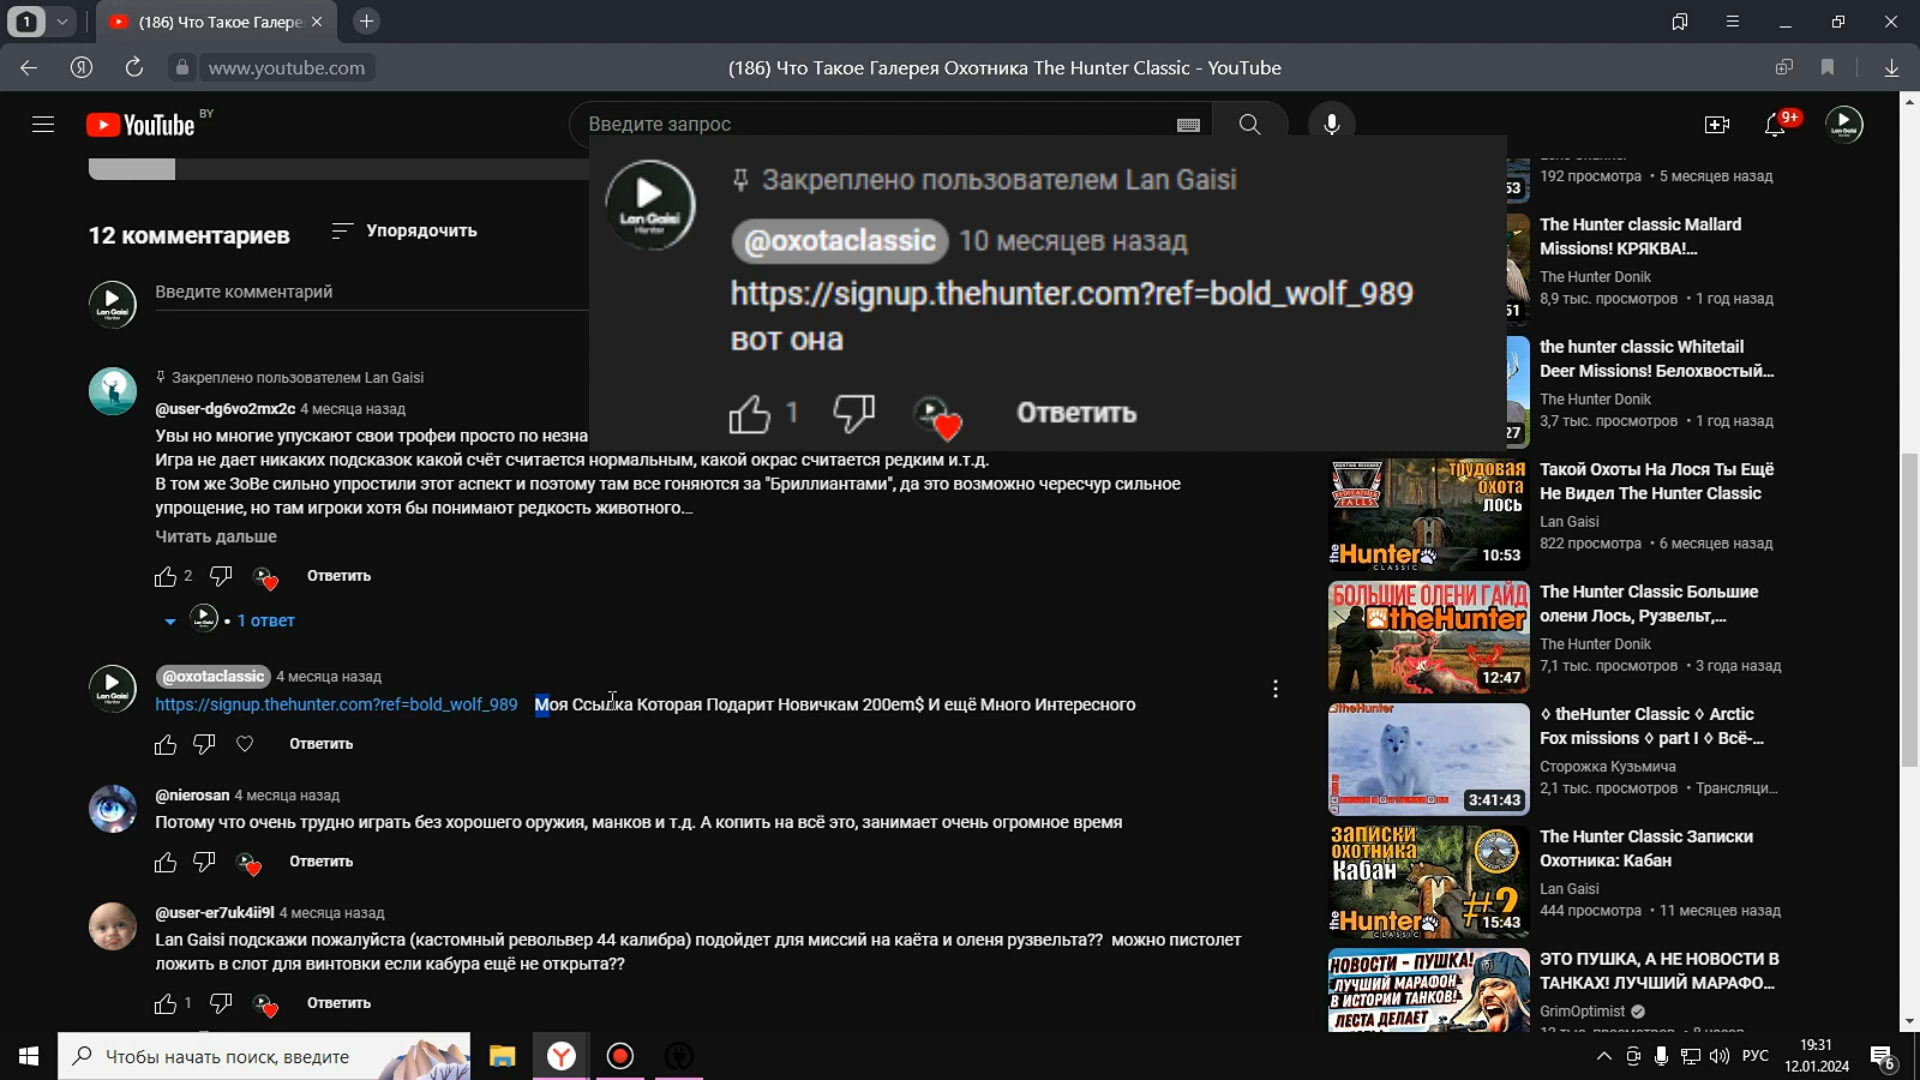 1
(186) Что Такое Галере
www.youtube.com
(186) Что Такое Галерея Охотника The Hunter Classic - YouTube
YouTube BY
Введите запрос
9+
12 комментариев
Упорядочить
Введите комментарий
Закреплено пользователем Lan Gaisi
@oxotaclassic 10 месяцев назад
https://signup.thehunter.com?ref=bold_wolf_989
вот она
1
Ответить
Закреплено пользователем Lan Gaisi
@user-dg6vo2mx2c 4 месяца назад
Увы но многие упускают свои трофеи просто по незна
Игра не дает никаких подсказок какой счёт считается нормальным, какой окрас считается редким и.т.д.
В том же ЗоВе сильно упростили этот аспект и поэтому там все гоняются за "Бриллиантами", да это возможно чересчур сильное
упрощение, но там игроки хотя бы понимают редкость животного...
Читать дальше
2
Ответить
• 1 ответ
@oxotaclassic 4 месяца назад
https://signup.thehunter.com?ref=bold_wolf_989 Моя Ссылка Которая Подарит Новичкам 200em$ И ещё Много Интересного
Ответить
@nierosan 4 месяца назад
Потому что очень трудно играть без хорошего оружия, манков и т.д. А копить на всё это, занимает очень огромное время
Ответить
@user-er7uk4ii9l 4 месяца назад
Lan Gaisi подскажи пожалуйста (кастомный револьвер 44 калибра) подойдет для миссий на каёта и оленя рузвельта?? можно пистолет
ложить в слот для винтовки если кабура ещё не открыта??
1
Ответить
53
192 просмотра • 5 месяцев назад
51
The Hunter classic Mallard
Missions! КРЯКВА!...
The Hunter Donik
8,9 тыс. просмотров • 1 год назад
27
the hunter classic Whitetail
Deer Missions! Белохвостый...
The Hunter Donik
3,7 тыс. просмотров • 1 год назад
ТРУДОВАЯ
ОХОТА
ЛОСЬ
the Hunter
CLASSIC
10:53
Такой Охоты На Лося Ты Ещё
Не Видел The Hunter Classic
Lan Gaisi
822 просмотра • 6 месяцев назад
БОЛЬШИЕ ОЛЕНИ ГАЙД
theHunter
12:47
The Hunter Classic Большие
олени Лось, Рузвельт,...
The Hunter Donik
7,1 тыс. просмотров • 3 года назад
theHunter
3:41:43
◊ theHunter Classic ◊ Arctic
Fox missions ◊ part I ◊ Всё-...
Сторожка Кузьмича
2,1 тыс. просмотров • Трансляци...
ЗАПИСКИ
ОХОТНИКА
Кабан
#2
the Hunter
CLASSIC
15:43
The Hunter Classic Записки
Охотника: Кабан
Lan Gaisi
444 просмотра • 11 месяцев назад
НОВОСТИ - ПУШКА!
ЛУЧШИЙ МАРАФОН
В ИСТОРИИ ТАНКОВ!
ЛЕСТА ДЕЛАЕТ
ЭТО ПУШКА, А НЕ НОВОСТИ В
ТАНКАХ! ЛУЧШИЙ МАРАФО...
GrimOptimist
Чтобы начать поиск, введите
РУС
19:31
12.01.2024
6